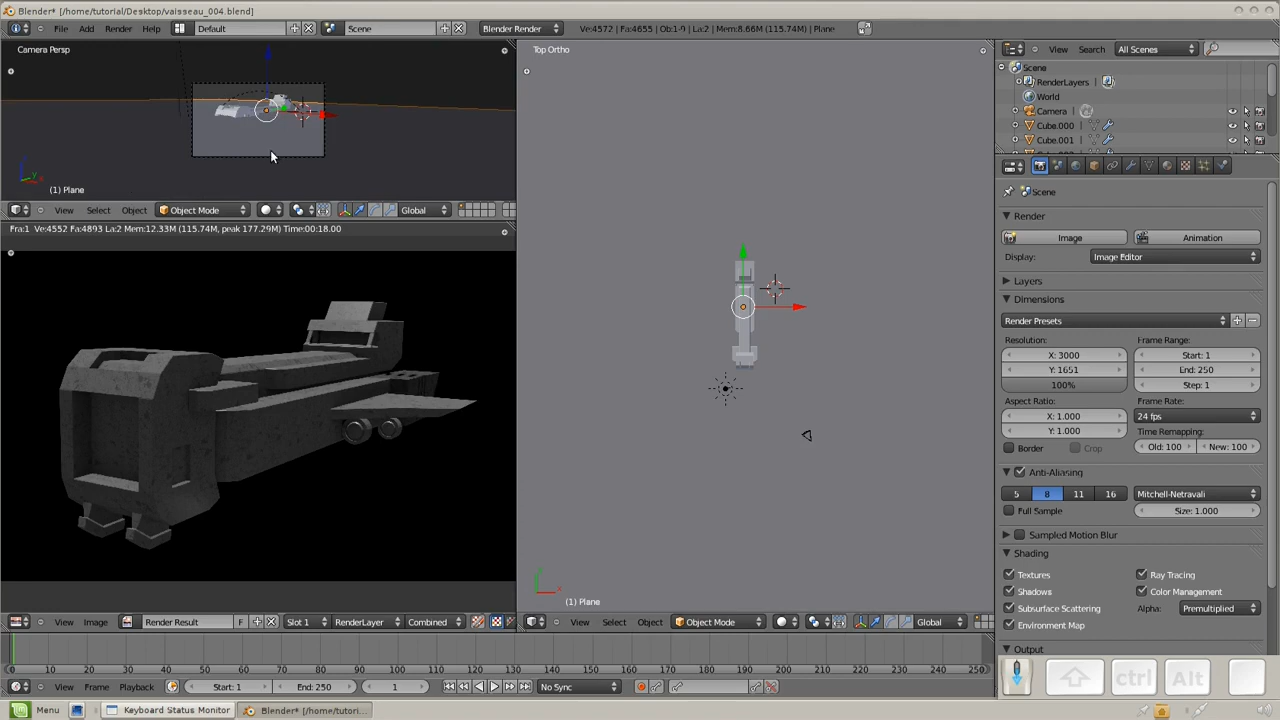 Blender* [/home/tutorial/Desktop/vaisseau_004.blend]
File Add Render Help Default Scene Blender Render Ve:4572 | Fa:4655 | Ob:1-9 | La:2 | Mem:8.66M (115.74M) | Plane
Camera Persp
(1) Plane
View Select Object Object Mode Global
Fra:1 Ve:4552 Fa:4893 La:2 Mem:12.33M (115.74M, peak 177.29M) Time:00:18.00
View Image Render Result F Slot 1 RenderLayer Combined
Top Ortho
(1) Plane
View Select Object Object Mode Global
View Search All Scenes
Scene
RenderLayers
World
Camera
Cube.000
Cube.001
Scene
Render
Image Animation
Display: Image Editor
Layers
Dimensions
Render Presets
Resolution: Frame Range:
X: 3000 Start: 1
Y: 1651 End: 250
100% Step: 1
Aspect Ratio: Frame Rate:
X: 1.000 24 fps
Y: 1.000 Time Remapping:
Border Crop Old: 100 New: 100
Anti-Aliasing
5 8 11 16 Mitchell-Netravali
Full Sample Size: 1.000
Sampled Motion Blur
Shading
Textures Ray Tracing
Shadows Color Management
Subsurface Scattering Alpha: Premultiplied
Environment Map
Output
0 10 20 30 40 50 60 70 80 90 100 110 120 130 140 150 160 170 180 190 200 210 220 230 240 250
View Frame Playback Start: 1 End: 250 1 No Sync
ctrl Alt
Menu Keyboard Status Monitor Blender* [/home/tutori...